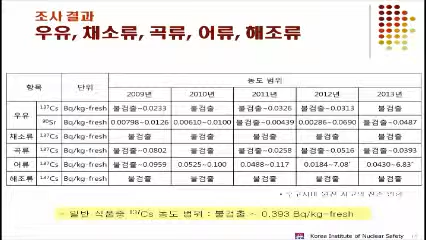 조사 결과
우유, 채소류, 곡류, 어류, 해조류
항목 단위 농도 범위
2009년 2010년 2011년 2012년 2013년
우유 ¹³⁷Cs Bq/kg-fresh 불검출~0.0233 불검출 불검출~0.0326 불검출~0.0313 불검출
⁹⁰Sr Bq/kg-fresh 0.00798~0.0126 0.00610~0.0100 불검출~0.00439 0.00286~0.0690 불검출~0.0487
채소류 ¹³⁷Cs Bq/kg-fresh 불검출 불검출 불검출 불검출 불검출
곡류 ¹³⁷Cs Bq/kg-fresh 불검출~0.0802 불검출 불검출~0.0258 불검출~0.0516 불검출~0.0393
어류 ¹³⁷Cs Bq/kg-fresh 불검출~0.0959 0.0525~0.100 0.0488~0.117 0.0184~7.08* 0.0430~6.83*
해조류 ¹³⁷Cs Bq/kg-fresh 불검출 불검출 불검출 불검출 불검출
- 일반 식품중 ¹³⁷Cs 농도 범위 : 불검출 ~ 0.393 Bq/kg-fresh
Korea Institute of Nuclear Safety